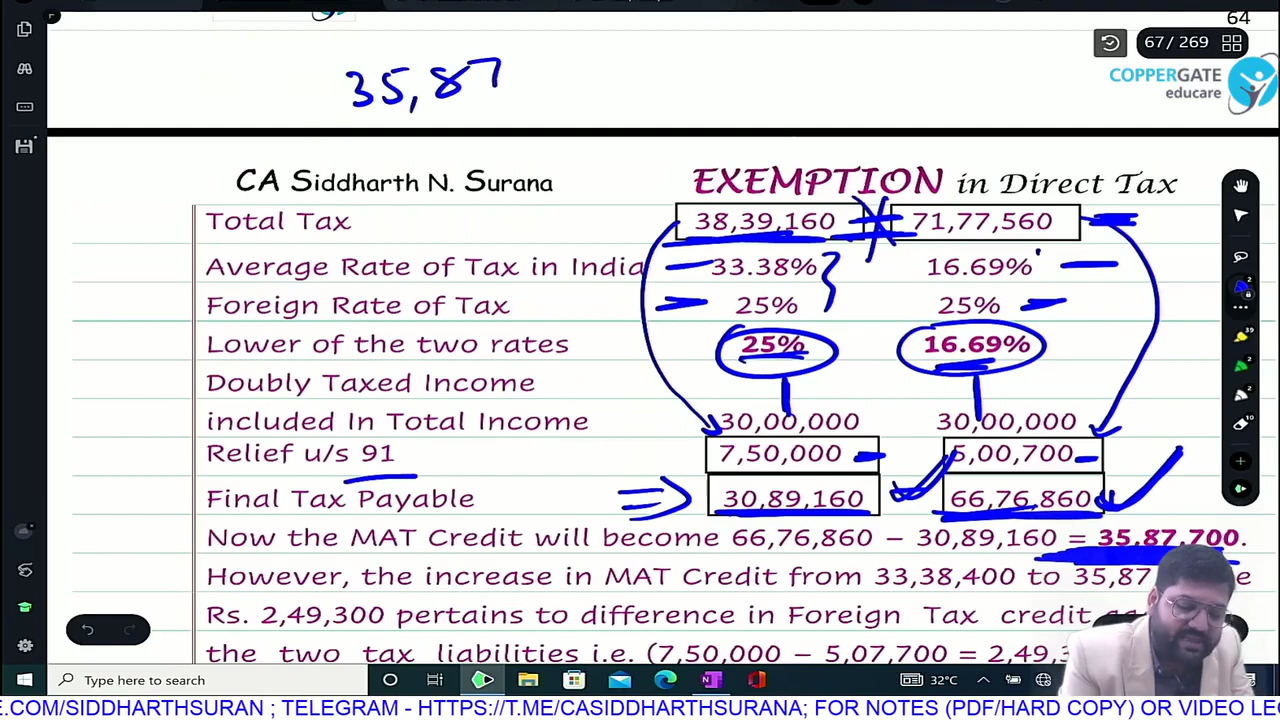 64
67 / 269
35,87
COPPERGATE
educare
CA Siddharth N. Surana
EXEMPTION in Direct Tax
Total Tax 38,39,160 71,77,560
Average Rate of Tax in India 33.38% 16.69%
Foreign Rate of Tax 25% 25%
Lower of the two rates 25% 16.69%
Doubly Taxed Income
included In Total Income 30,00,000 30,00,000
Relief u/s 91 7,50,000 5,00,700
Final Tax Payable 30,89,160 66,76,860
Now the MAT Credit will become 66,76,860 – 30,89,160 = 35,87,700.
However, the increase in MAT Credit from 33,38,400 to 35,87
Rs. 2,49,300 pertains to difference in Foreign Tax credit
the two tax liabilities i.e. (7,50,000 – 5,07,700 = 2,49,3
Type here to search
32°C
E.COM/SIDDHARTHSURAN ; TELEGRAM - HTTPS://T.ME/CASIDDHARTHSURANA; FOR NOTES (PDF/HARD COPY) OR VIDEO LE